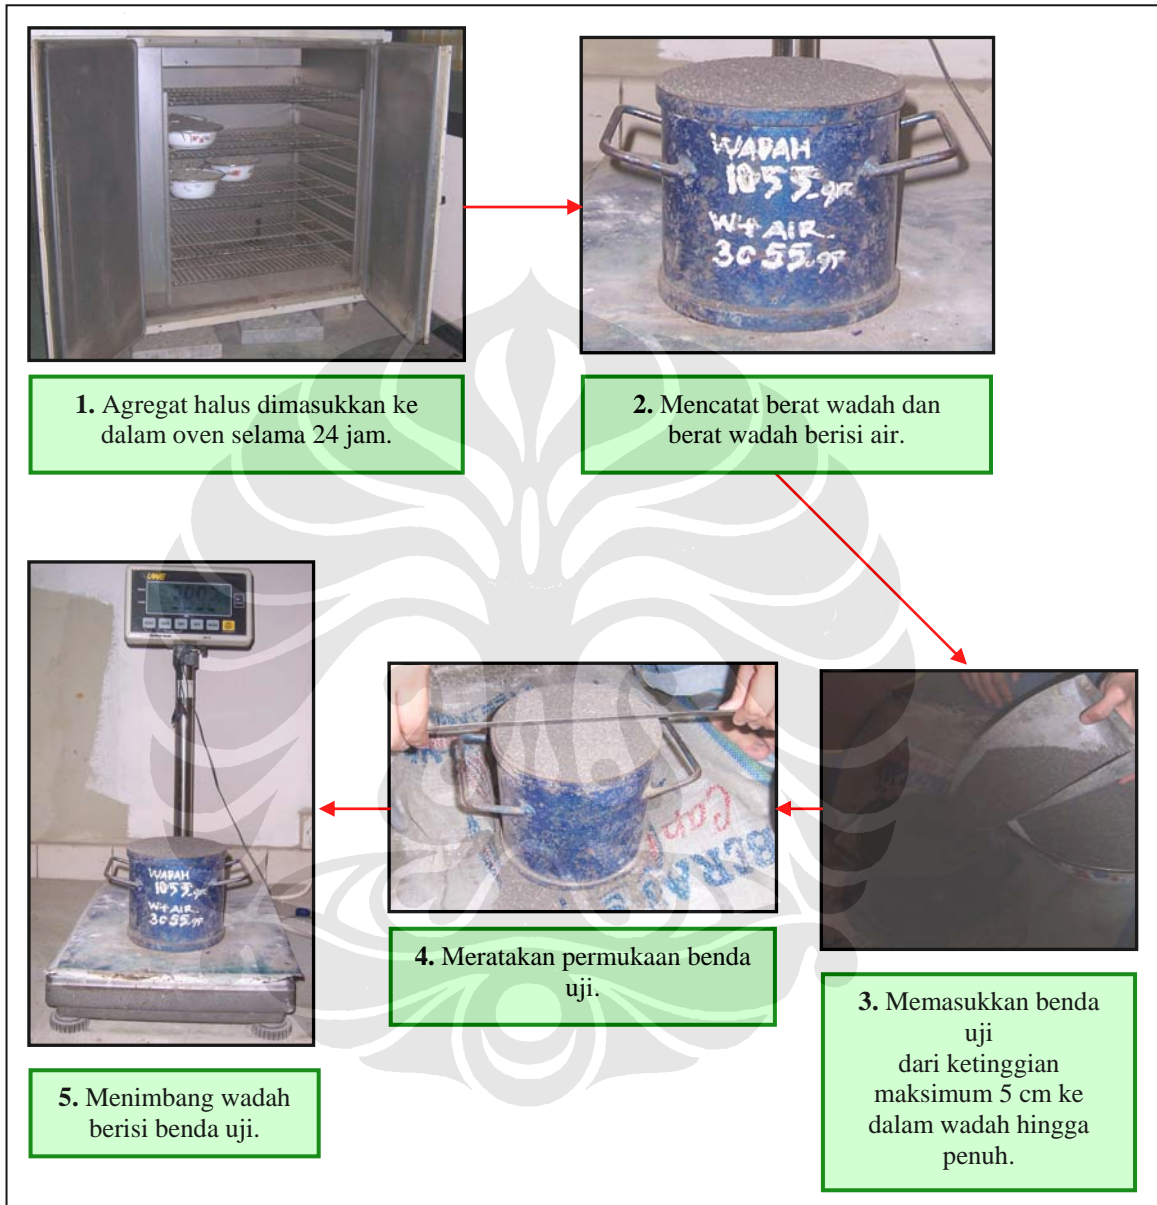 WADAH
1055 gr
W+AIR
3055 gr
1. Agregat halus dimasukkan ke
dalam oven selama 24 jam.
2. Mencatat berat wadah dan
berat wadah berisi air.
WADAH
1055 gr
W+AIR
3055 gr
BERAS
4. Meratakan permukaan benda
uji.
3. Memasukkan benda
uji
dari ketinggian
maksimum 5 cm ke
dalam wadah hingga
penuh.
5. Menimbang wadah
berisi benda uji.